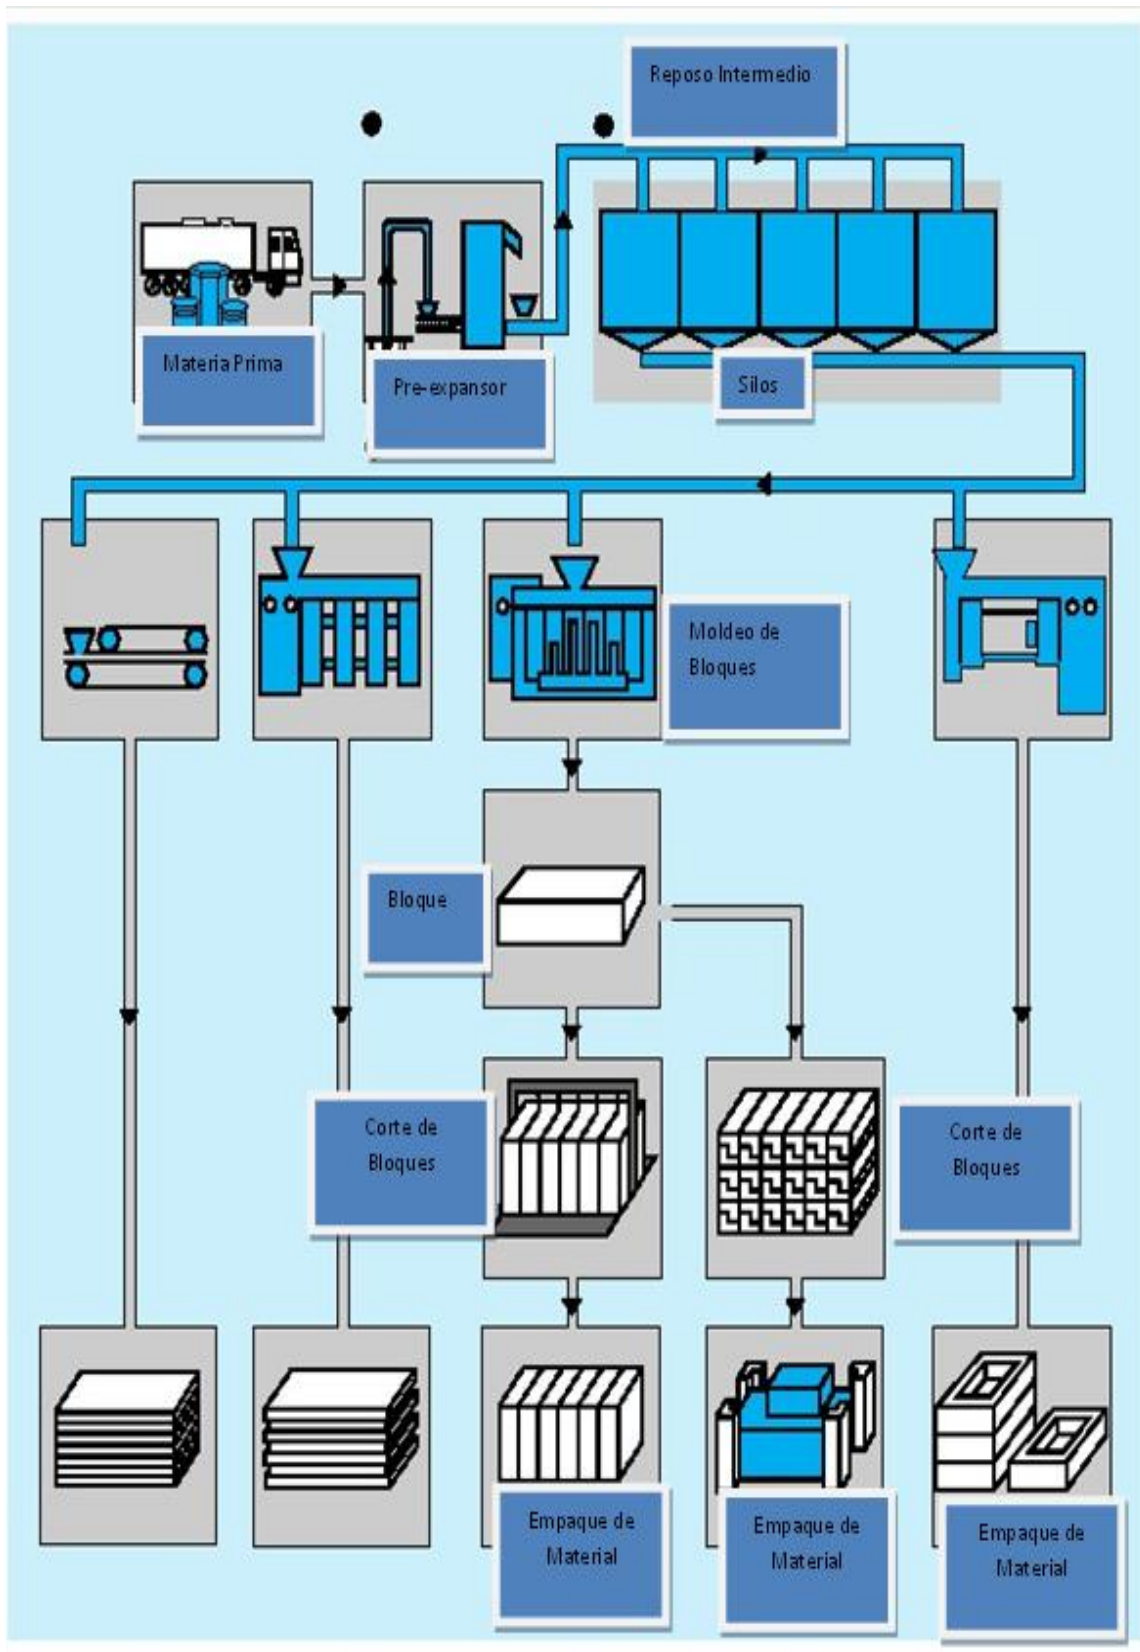 Reposo Intermedio
Materia Prima
Pre-expansor
Silos
Moldeo de
Bloques
Bloque
Corte de
Bloques
Corte de
Bloques
Empaque de
Material
Empaque de
Material
Empaque de
Material